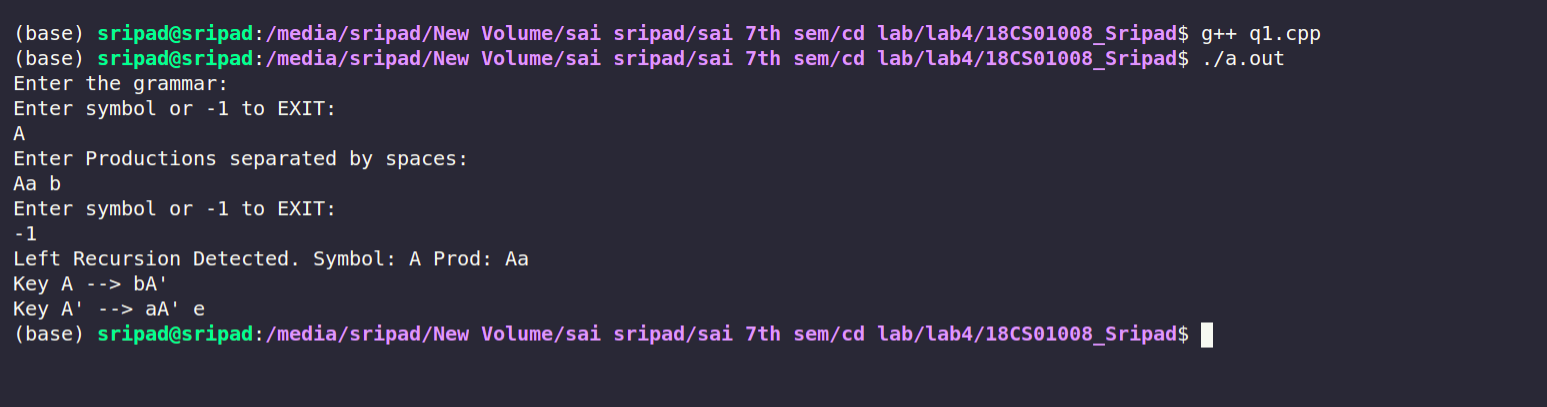 (base) sripad@sripad:/media/sripad/New Volume/sai sripad/sai 7th sem/cd lab/lab4/18CS01008_Sripad$ g++ q1.cpp
(base) sripad@sripad:/media/sripad/New Volume/sai sripad/sai 7th sem/cd lab/lab4/18CS01008_Sripad$ ./a.out
Enter the grammar:
Enter symbol or -1 to EXIT:
A
Enter Productions separated by spaces:
Aa b
Enter symbol or -1 to EXIT:
-1
Left Recursion Detected. Symbol: A Prod: Aa
Key A --> bA'
Key A' --> aA' e
(base) sripad@sripad:/media/sripad/New Volume/sai sripad/sai 7th sem/cd lab/lab4/18CS01008_Sripad$